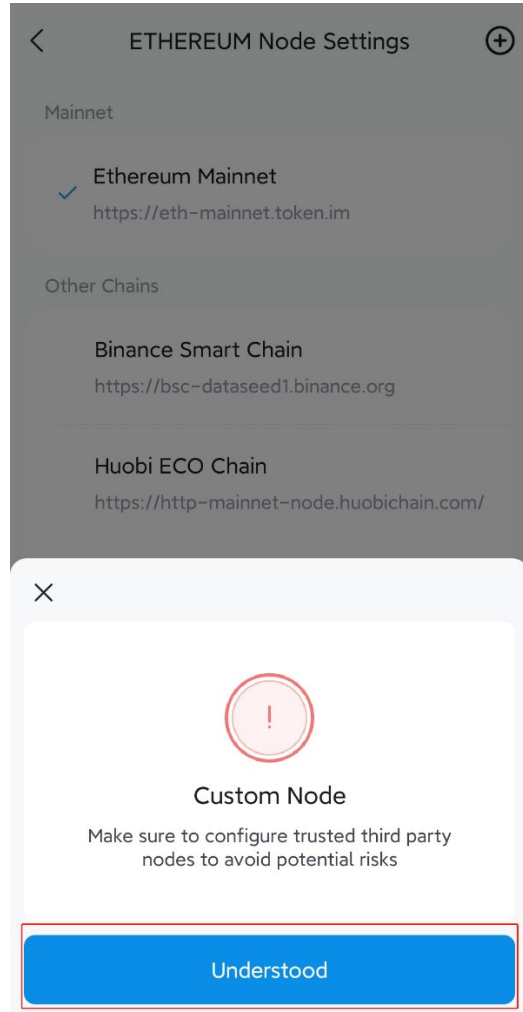 ETHEREUM Node Settings
Mainnet
Ethereum Mainnet
https://eth-mainnet.token.im
Other Chains
Binance Smart Chain
https://bsc-dataseed1.binance.org
Huobi ECO Chain
https://http-mainnet-node.huobichain.com/
!
Custom Node
Make sure to configure trusted third party
nodes to avoid potential risks
Understood